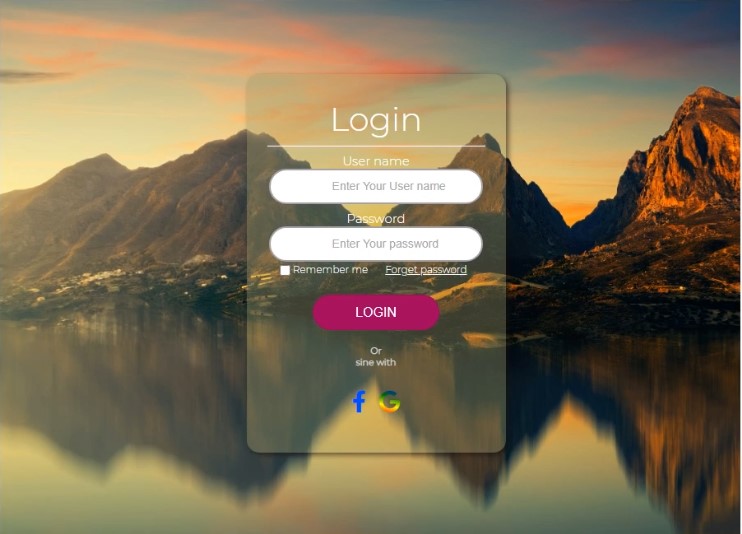 Login
User name
Enter Your User name
Password
Enter Your password
Remember me Forget password
LOGIN
Or
sine with